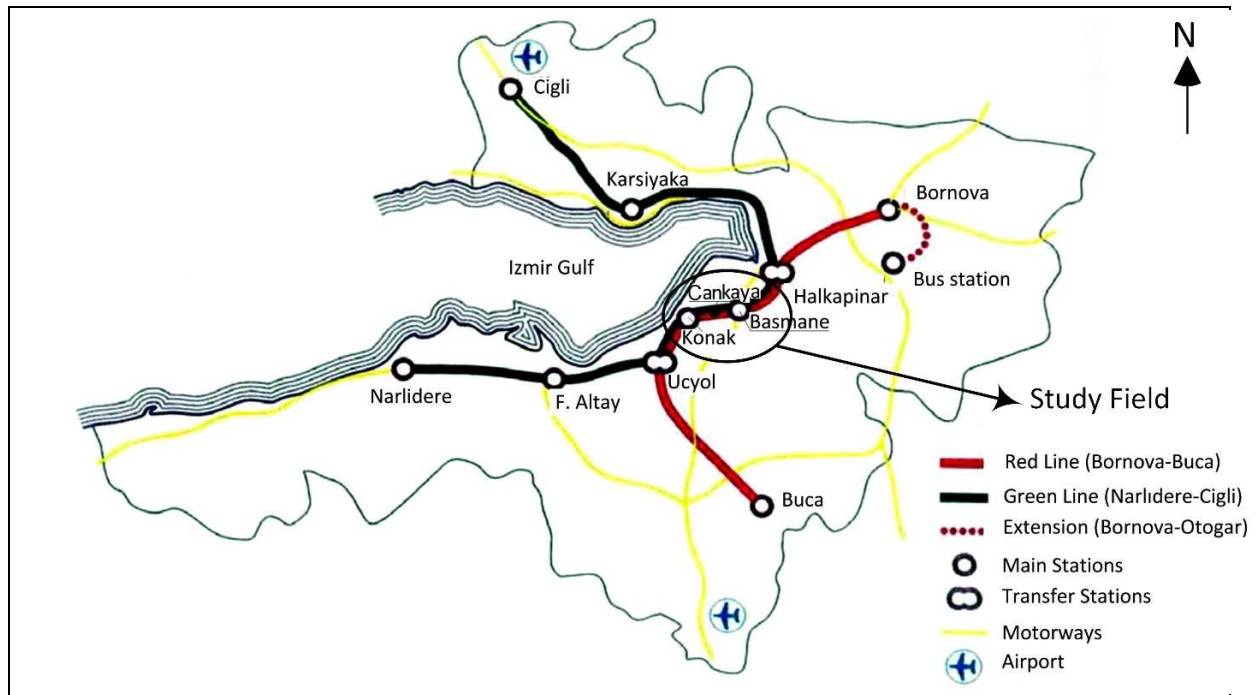 N
Cigli
Karsiyaka
Bornova
Izmir Gulf
Bus station
Cankaya
Halkapinar
Basmane
Konak
Ucyol
Narlidere
F. Altay
Study Field
Buca
Red Line (Bornova-Buca)
Green Line (Narlıdere-Cigli)
Extension (Bornova-Otogar)
Main Stations
Transfer Stations
Motorways
Airport